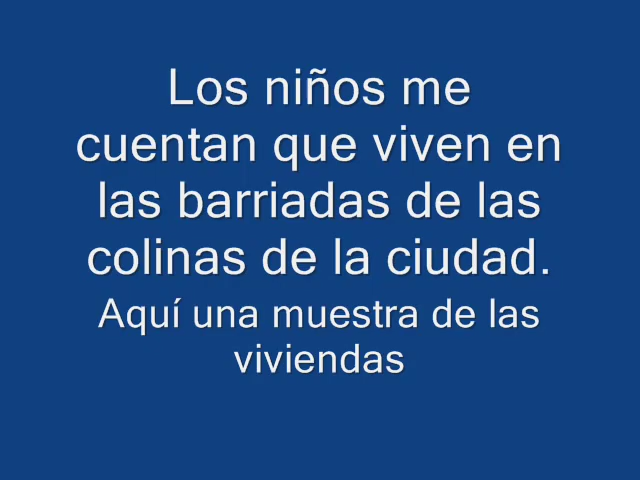 Los niños me
cuentan que viven en
las barriadas de las
colinas de la ciudad.
Aquí una muestra de las
viviendas